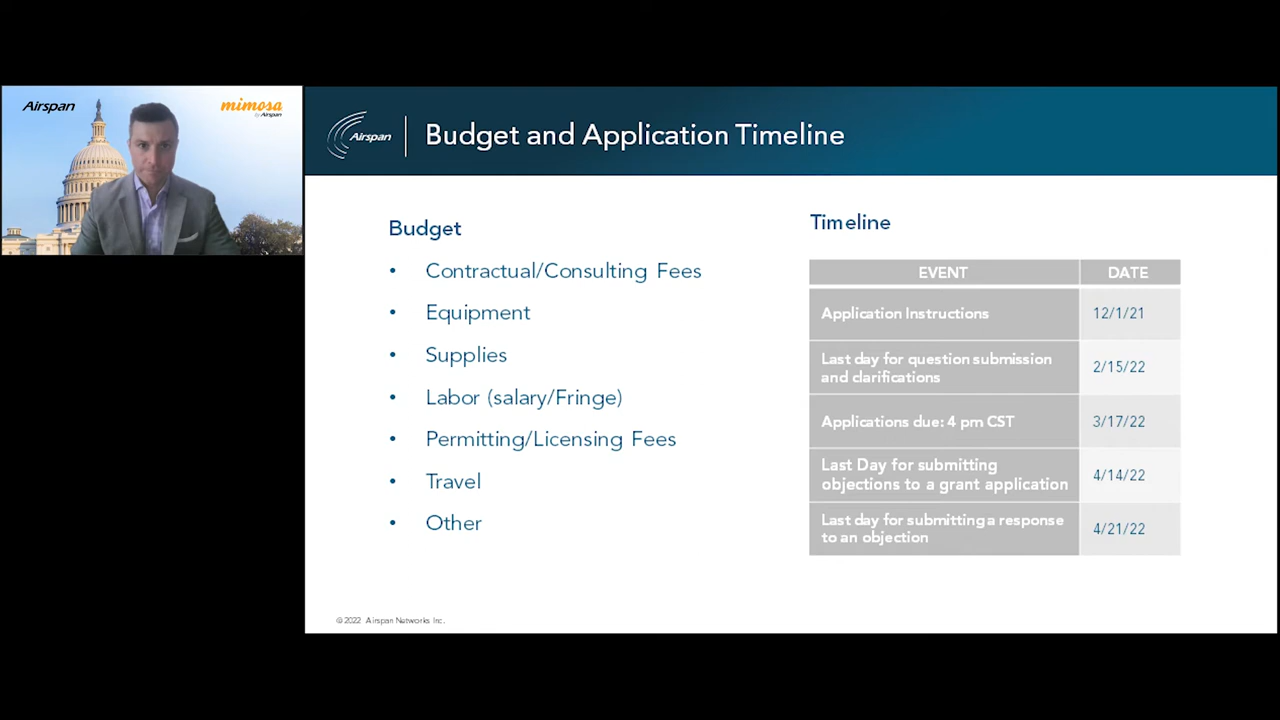 Airspan
mimosa
by Airspan
Airspan
Budget and Application Timeline
Budget
• Contractual/Consulting Fees
• Equipment
• Supplies
• Labor (salary/Fringe)
• Permitting/Licensing Fees
• Travel
• Other
Timeline
EVENT DATE
Application Instructions 12/1/21
Last day for question submission
and clarifications 2/15/22
Applications due: 4 pm CST 3/17/22
Last Day for submitting
objections to a grant application 4/14/22
Last day for submitting a response
to an objection 4/21/22
© 2022 Airspan Networks Inc.